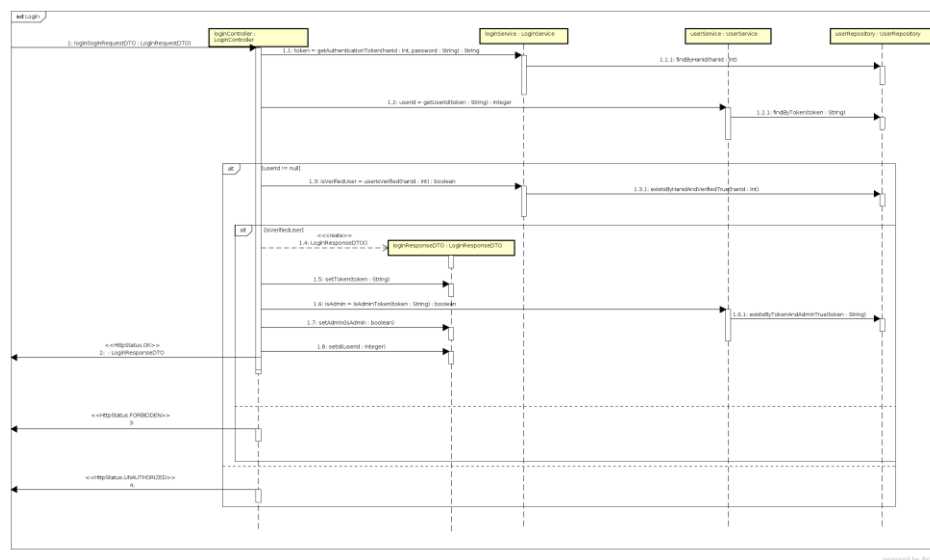 sd Login
loginController :
LoginController
loginService : LoginService
userService : UserService
userRepository : UserRepository
1: login(loginRequestDTO : LoginRequestDTO)
1.1: token = getAuthenticationToken(hanId : int, password : String) : String
1.1.1: findByHanId(hanId : int)
1.2: userId = getUserId(token : String) : Integer
1.2.1: findByToken(token : String)
alt
[userId != null]
1.3: isVerifiedUser = userIsVerified(hanId : int) : boolean
1.3.1: existsByHanIdAndVerifiedTrue(hanId : int)
alt
[isVerifiedUser]
<<create>>
1.4: LoginResponseDTO()
loginResponseDTO : LoginResponseDTO
1.5: setToken(token : String)
1.6: isAdmin = isAdminToken(token : String) : boolean
1.6.1: existsByTokenAndAdminTrue(token : String)
1.7: setAdmin(isAdmin : boolean)
1.8: setId(userId : Integer)
<<HttpStatus.OK>>
2: : LoginResponseDTO
<<HttpStatus.FORBIDDEN>>
3:
<<HttpStatus.UNAUTHORIZED>>
4:
powered by